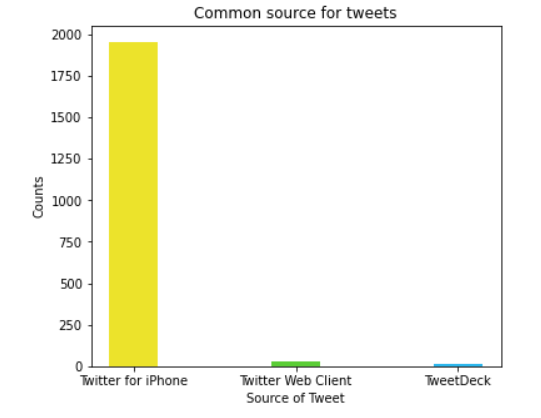 Common source for tweets
2000
1750
1500
1250
1000
750
500
250
0
Counts
Twitter for iPhone Twitter Web Client TweetDeck
Source of Tweet